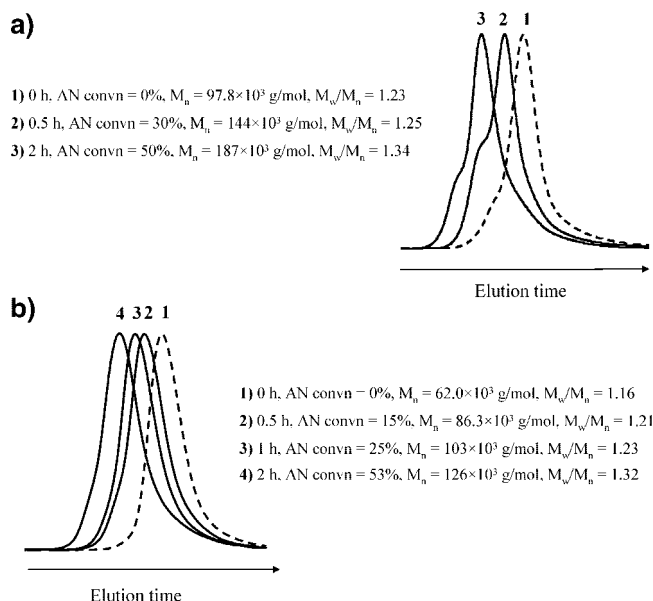 a)
3 2 1
1) 0 h, AN convn = 0%, Mn = 97.8×10³ g/mol, Mw/Mn = 1.23
2) 0.5 h, AN convn = 30%, Mn = 144×10³ g/mol, Mw/Mn = 1.25
3) 2 h, AN convn = 50%, Mn = 187×10³ g/mol, Mw/Mn = 1.34
Elution time
b)
4 3 2 1
1) 0 h, AN convn = 0%, Mn = 62.0×10³ g/mol, Mw/Mn = 1.16
2) 0.5 h, AN convn = 15%, Mn = 86.3×10³ g/mol, Mw/Mn = 1.21
3) 1 h, AN convn = 25%, Mn = 103×10³ g/mol, Mw/Mn = 1.23
4) 2 h, AN convn = 53%, Mn = 126×10³ g/mol, Mw/Mn = 1.32
Elution time